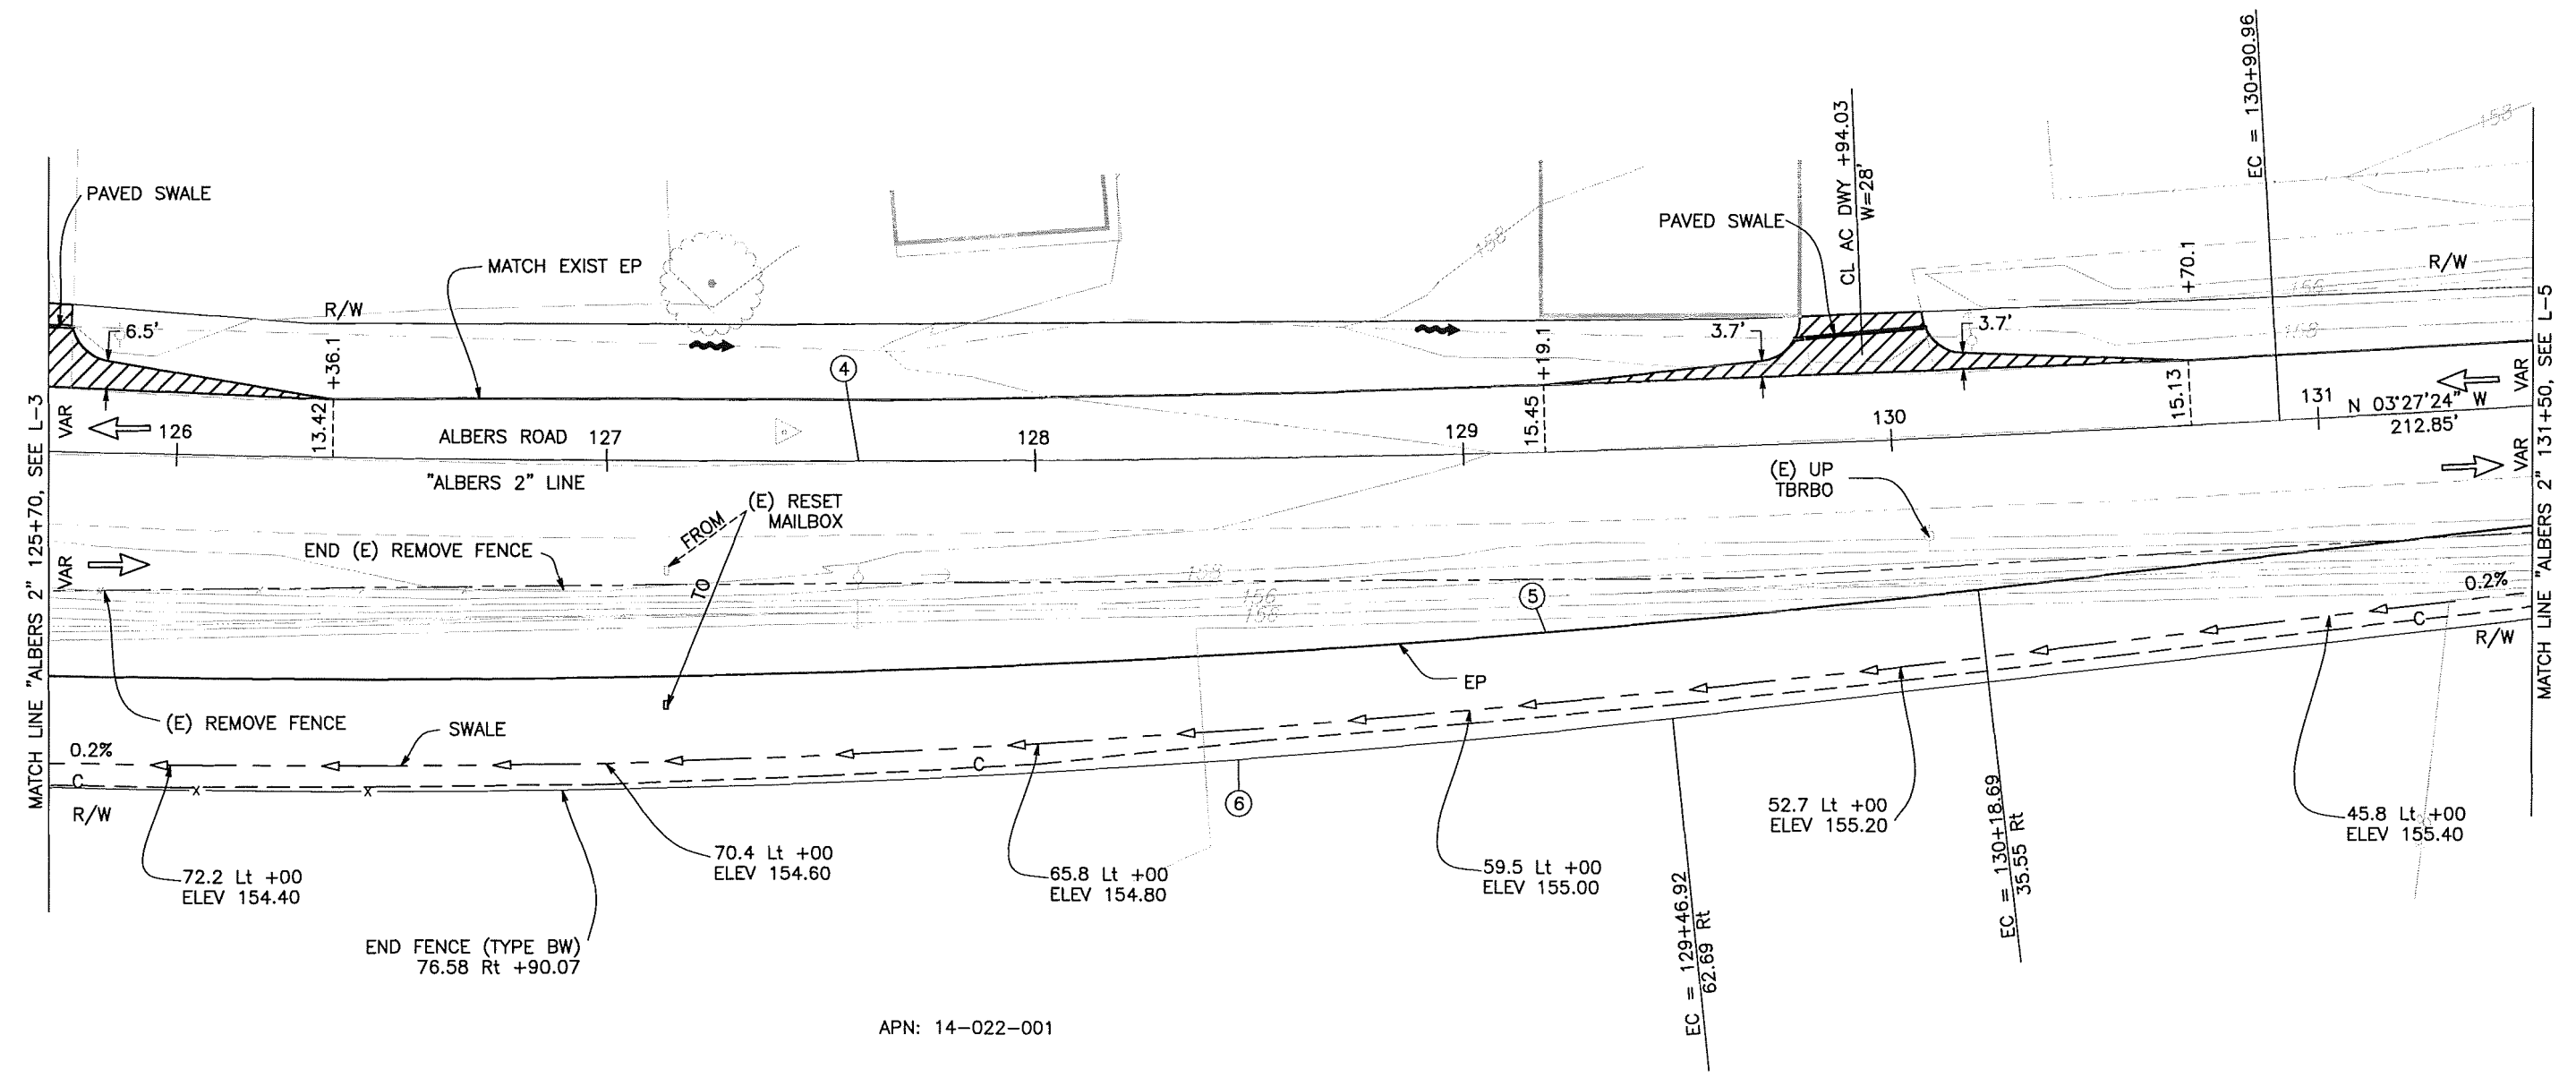 EC = 130+90.96
158
CL AC DWY +94.03
W=28'
PAVED SWALE
PAVED SWALE
158
MATCH EXIST EP
R/W
R/W
+70.1
156
158
6.5'
3.7'
3.7'
+36.1
+19.1
4
13.42
15.45
15.13
VAR
VAR
126
ALBERS ROAD
127
128
129
130
131
N 03°27'24" W
212.85'
"ALBERS 2" LINE
VAR
(E) UP
TBRBO
(E) RESET
MAILBOX
FROM
TO
END (E) REMOVE FENCE
VAR
158
156
156
5
0.2%
C
R/W
EP
MATCH LINE "ALBERS 2" 125+70, SEE L-3
MATCH LINE "ALBERS 2" 131+50, SEE L-5
(E) REMOVE FENCE
SWALE
0.2%
C
C
x
x
R/W
6
72.2 Lt +00
ELEV 154.40
70.4 Lt +00
ELEV 154.60
65.8 Lt +00
ELEV 154.80
59.5 Lt +00
ELEV 155.00
52.7 Lt +00
ELEV 155.20
45.8 Lt +00
ELEV 155.40
EC = 129+46.92
62.69 Rt
EC = 130+18.69
35.55 Rt
END FENCE (TYPE BW)
76.58 Rt +90.07
APN: 14-022-001